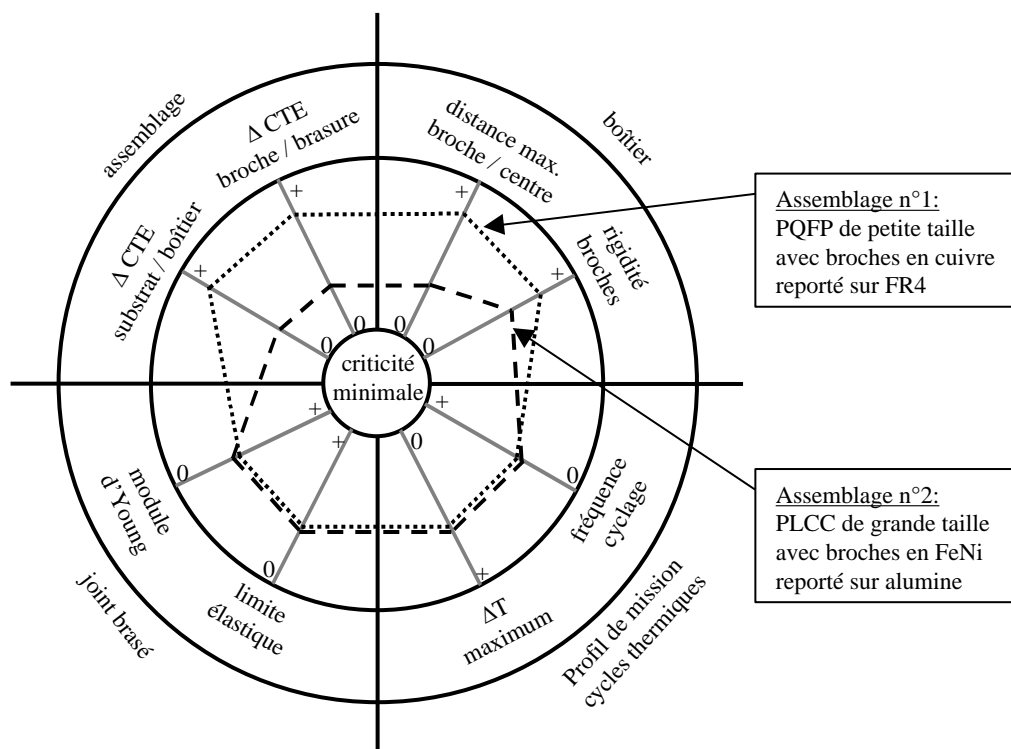 assemblage
Δ CTE
broche / brasure
distance max.
broche / centre
boîtier
Δ CTE
substrat / boîtier
rigidité
broches
+
+
+
+
0
0
0
0
criticité
minimale
Assemblage n°1:
PQFP de petite taille
avec broches en cuivre
reporté sur FR4
+
+
+
0
0
0
0
+
module
d'Young
joint brasé
limite
élastique
ΔT
maximum
fréquence
cyclage
Profil de mission
cycles thermiques
Assemblage n°2:
PLCC de grande taille
avec broches en FeNi
reporté sur alumine